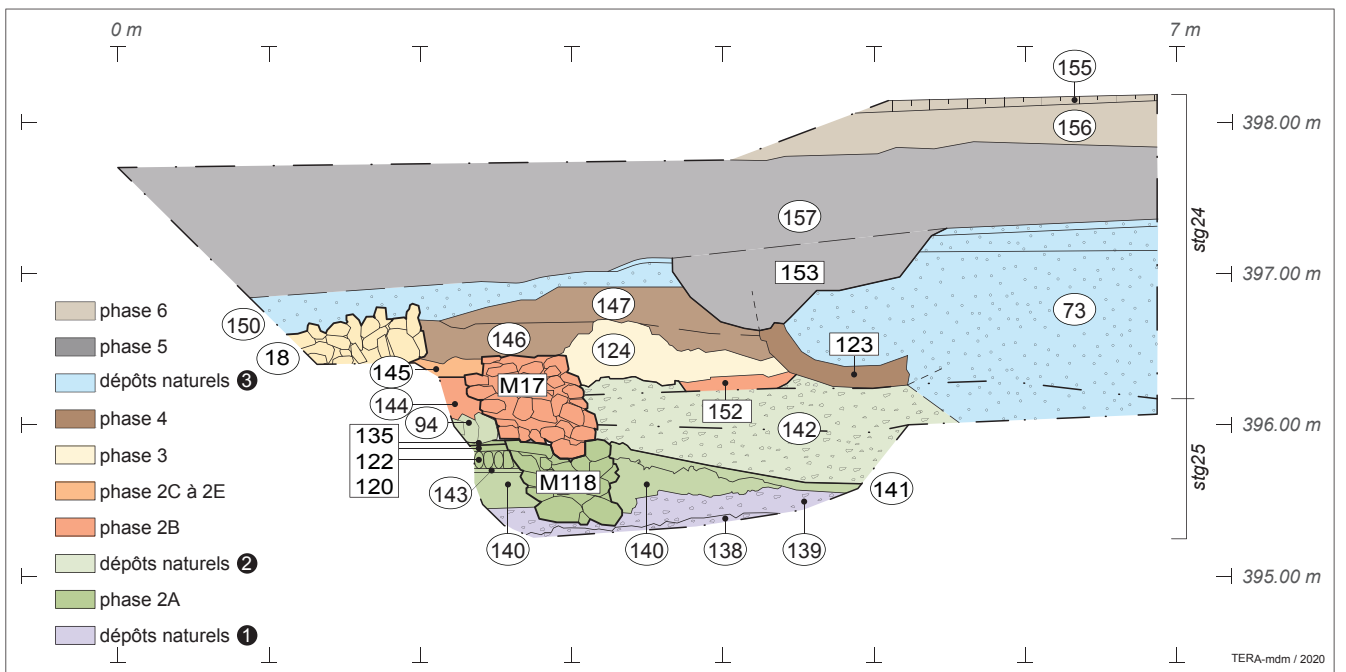 0 m
7 m
155
398.00 m
156
157
stg24
397.00 m
153
phase 6
147
73
150
phase 5
146
123
18
124
dépôts naturels 3
145
M17
phase 4
144
152
396.00 m
94
142
135
phase 3
122
120
phase 2C à 2E
143
M118
141
stg25
phase 2B
140
140
138
139
dépôts naturels 2
395.00 m
phase 2A
dépôts naturels 1
TERA-mdm / 2020